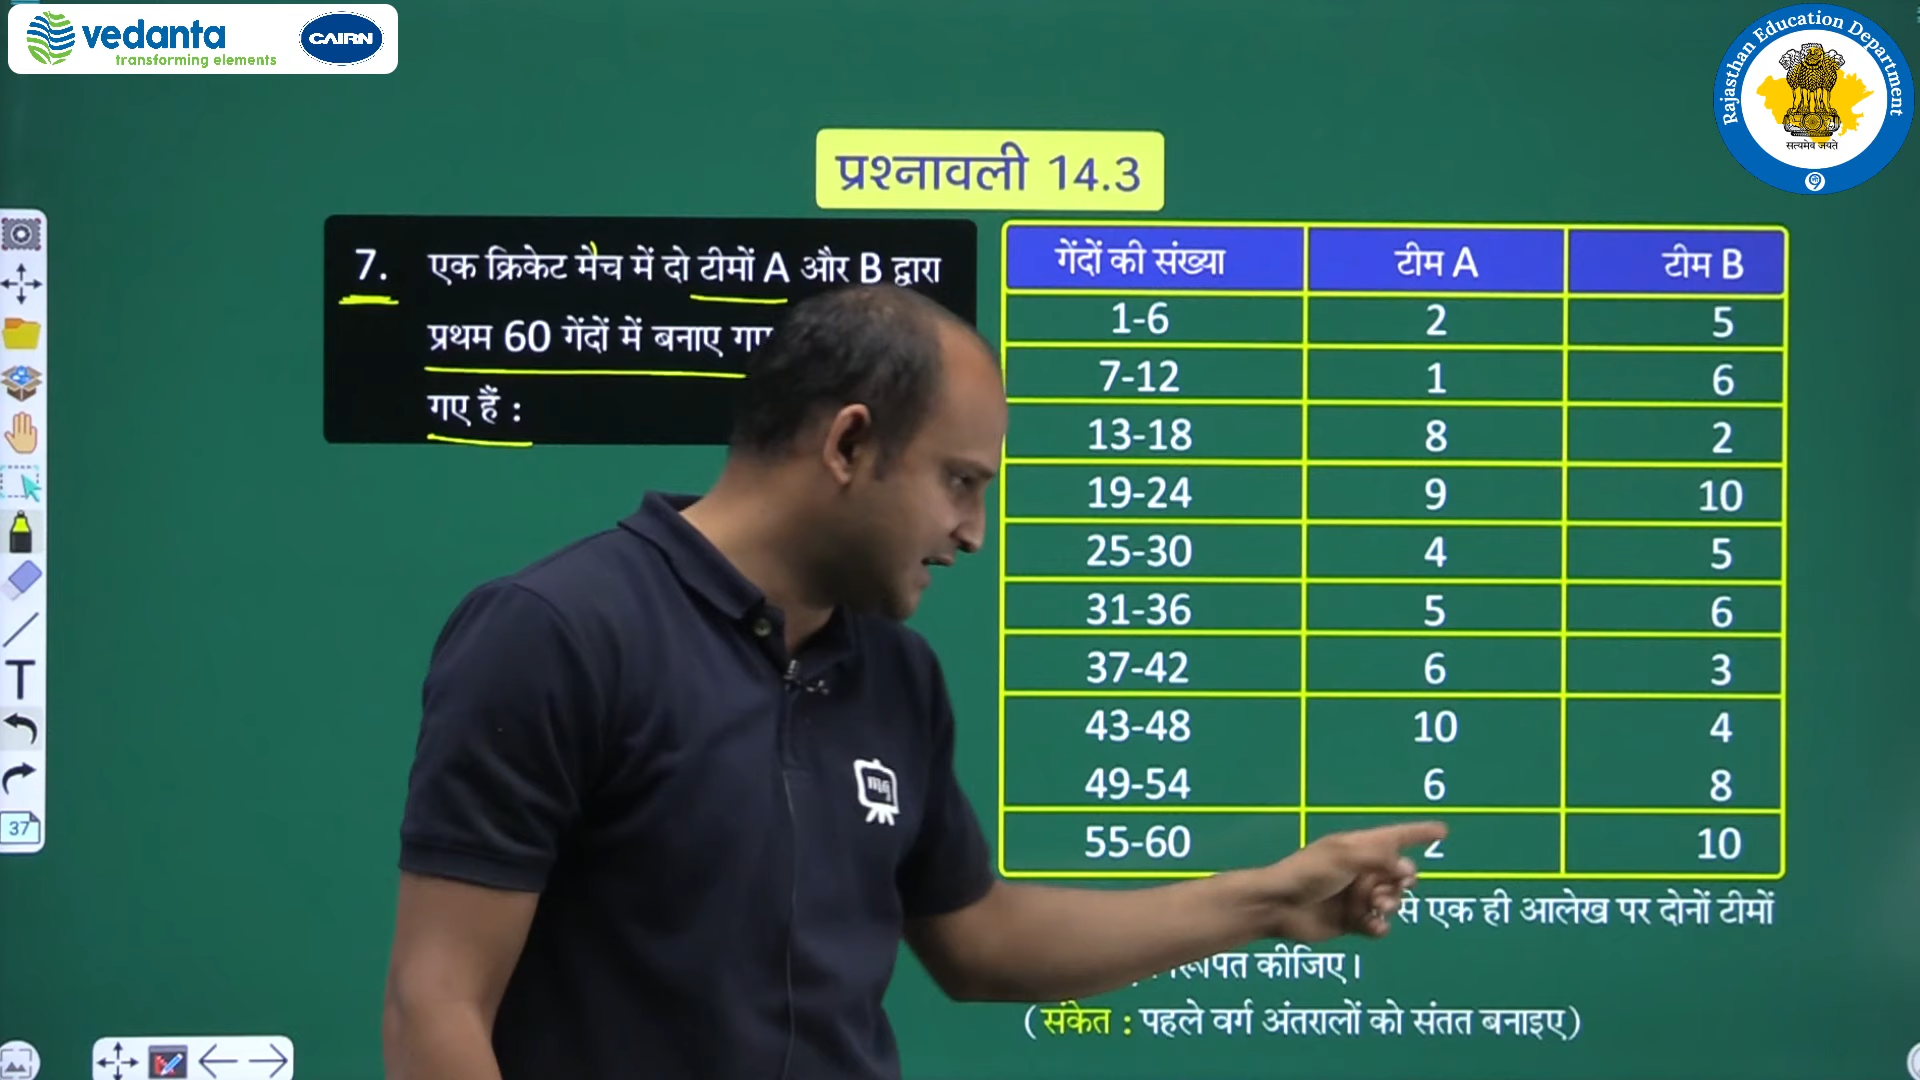 vedanta
transforming elements
CAIRN
Rajasthan Education Department
सत्यमेव जयते
प्रश्नावली 14.3
7. एक क्रिकेट मैच में दो टीमों A और B द्वारा
प्रथम 60 गेंदों में बनाए
गए हैं :
गेंदों की संख्या टीम A टीम B
1-6 2 5
7-12 1 6
13-18 8 2
19-24 9 10
25-30 4 5
31-36 5 6
37-42 6 3
43-48 10 4
49-54 6 8
55-60 2 10
से एक ही आलेख पर दोनों टीमों
कीजिए।
(संकेत : पहले वर्ग अंतरालों को संतत बनाइए)
T
37